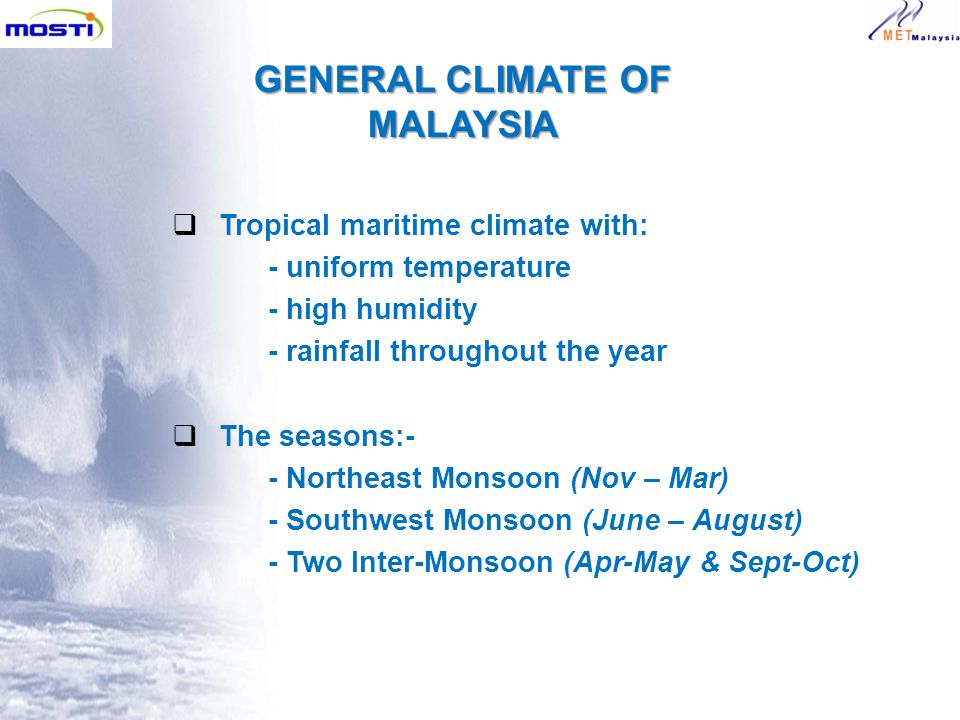 MOSTI
METMalaysia
GENERAL CLIMATE OF
MALAYSIA
Tropical maritime climate with:
- uniform temperature
- high humidity
- rainfall throughout the year
The seasons:-
- Northeast Monsoon (Nov – Mar)
- Southwest Monsoon (June – August)
- Two Inter-Monsoon (Apr-May & Sept-Oct)